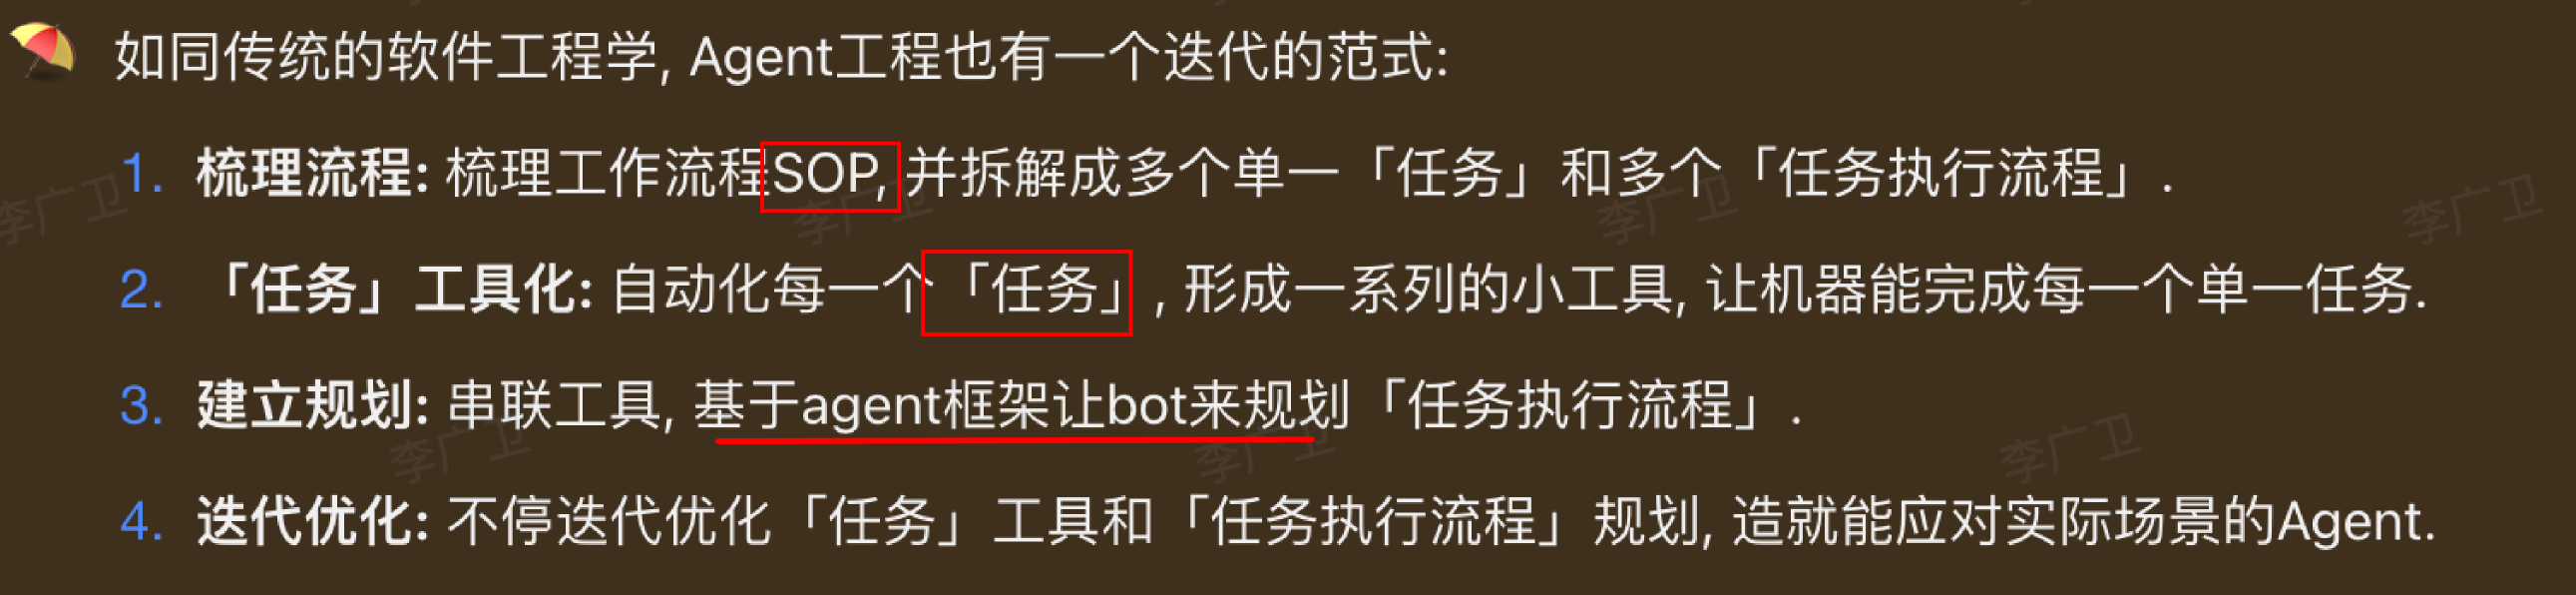 如同传统的软件工程学, Agent工程也有一个迭代的范式:
1. 梳理流程: 梳理工作流程SOP, 并拆解成多个单一「任务」和多个「任务执行流程」.
2. 「任务」工具化: 自动化每一个「任务」, 形成一系列的小工具, 让机器能完成每一个单一任务.
3. 建立规划: 串联工具, 基于agent框架让bot来规划「任务执行流程」.
4. 迭代优化: 不停迭代优化「任务」工具和「任务执行流程」规划, 造就能应对实际场景的Agent.
李广卫
李广卫
李广卫
李广卫
李广卫
李广卫
李广卫